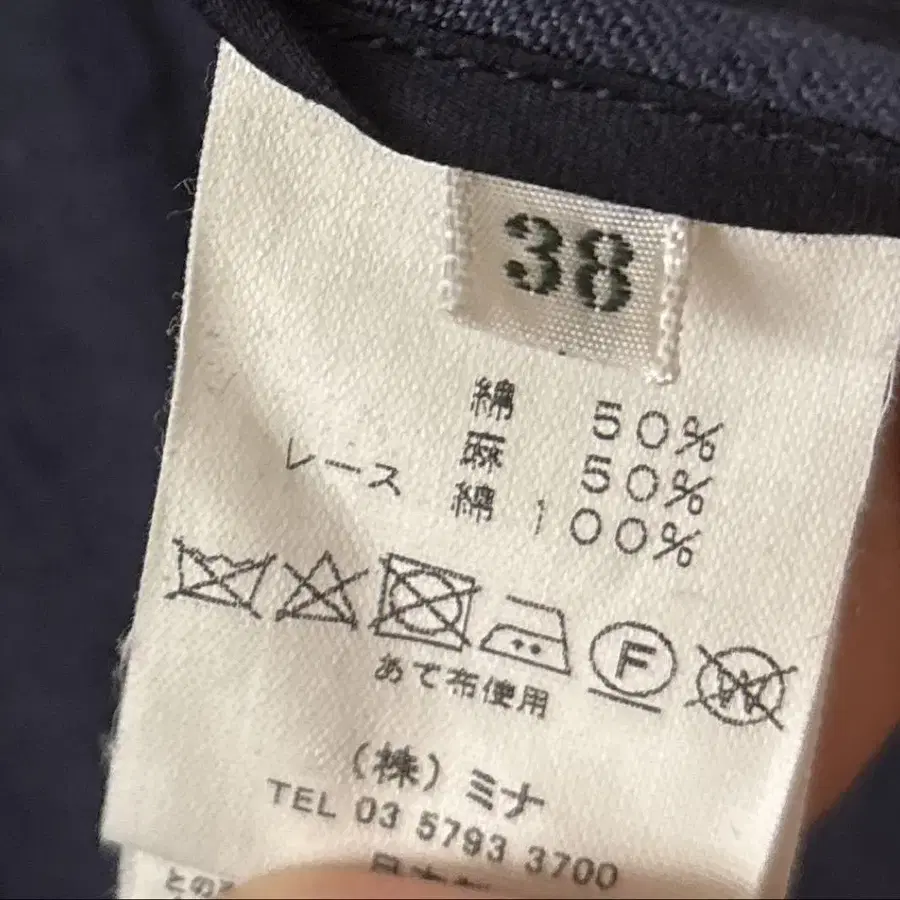 38
綿 50%
麻 50%
レース 綿 100%
F
W
あて布使用
(株)ミナ
TEL 03 5793 3700